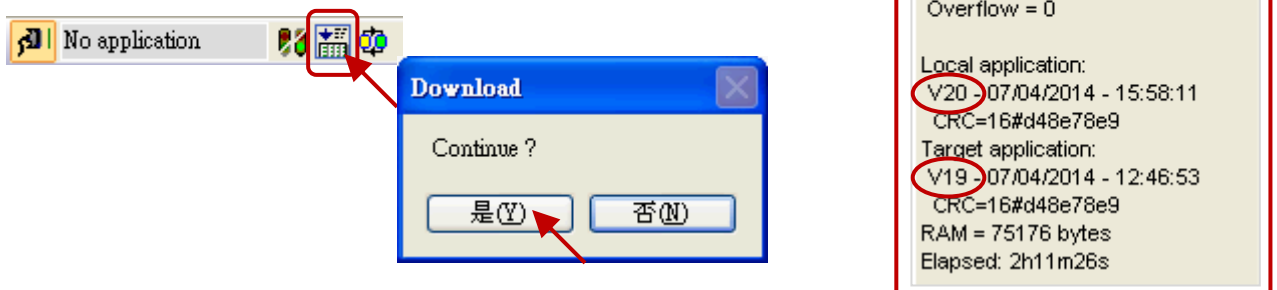 No application
Download
Continue ?
是(Y)
否(N)
Overflow = 0
Local application:
V20 - 07/04/2014 - 15:58:11
CRC=16#d48e78e9
Target application:
V19 - 07/04/2014 - 12:46:53
CRC=16#d48e78e9
RAM = 75176 bytes
Elapsed: 2h11m26s